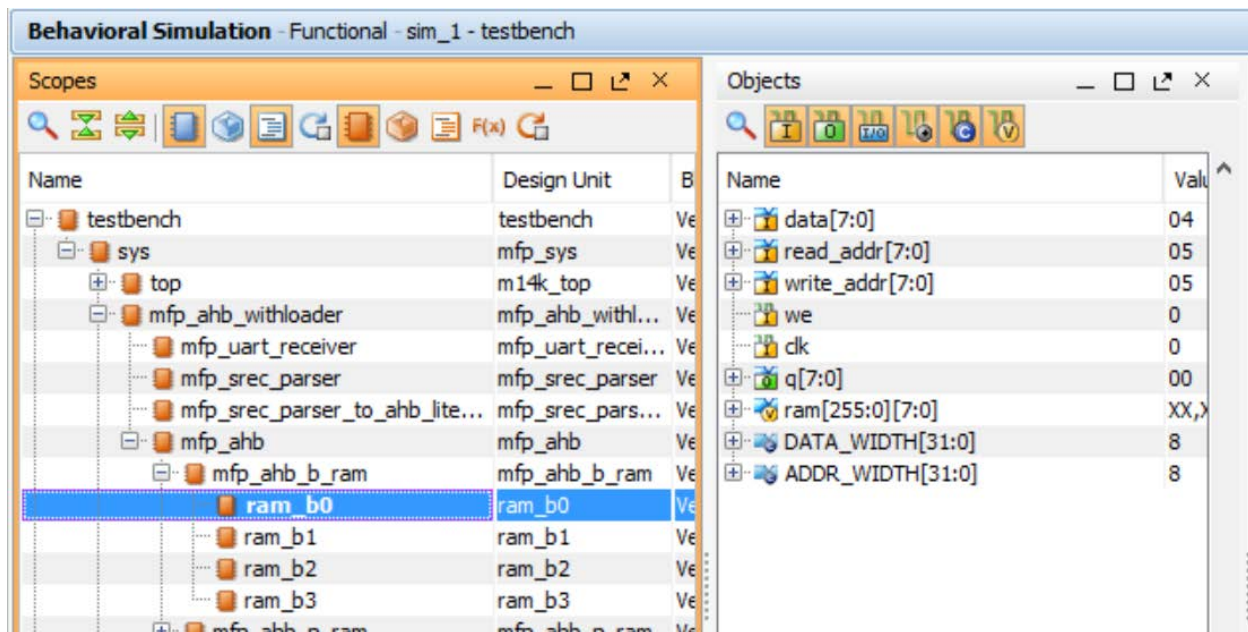 Behavioral Simulation - Functional - sim_1 - testbench
Scopes
F(x)
Name Design Unit B
testbench testbench Ve
sys mfp_sys Ve
top m14k_top Ve
mfp_ahb_withloader mfp_ahb_withl... Ve
mfp_uart_receiver mfp_uart_recei... Ve
mfp_srec_parser mfp_srec_parser Ve
mfp_srec_parser_to_ahb_lite... mfp_srec_pars... Ve
mfp_ahb mfp_ahb Ve
mfp_ahb_b_ram mfp_ahb_b_ram Ve
ram_b0 ram_b0 Ve
ram_b1 ram_b1 Ve
ram_b2 ram_b2 Ve
ram_b3 ram_b3 Ve
mfp_ahb_p_ram mfp_ahb_p_ram Ve
Objects
I O I/O C V
Name Valu
data[7:0] 04
read_addr[7:0] 05
write_addr[7:0] 05
we 0
clk 0
q[7:0] 00
ram[255:0][7:0] XX,X
DATA_WIDTH[31:0] 8
ADDR_WIDTH[31:0] 8